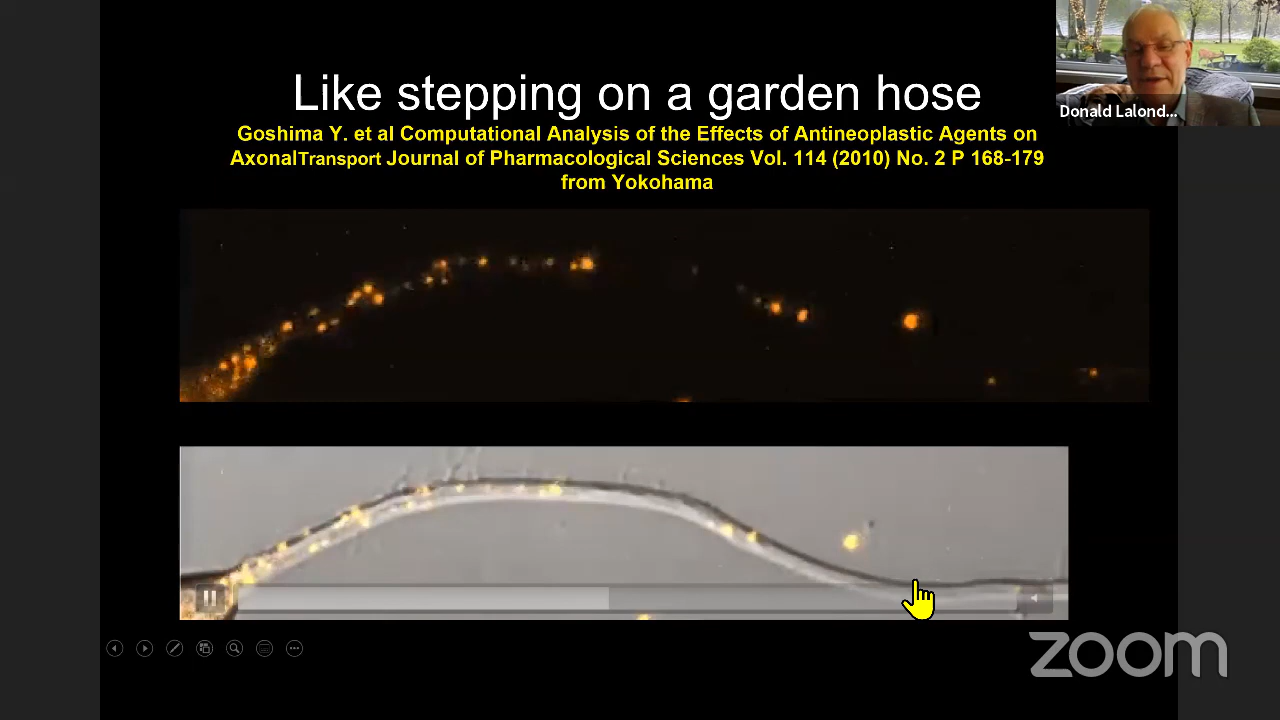 Like stepping on a garden hose
Goshima Y. et al Computational Analysis of the Effects of Antineoplastic Agents on
AxonalTransport Journal of Pharmacological Sciences Vol. 114 (2010) No. 2 P 168-179
from Yokohama
Donald Lalond...
zoom